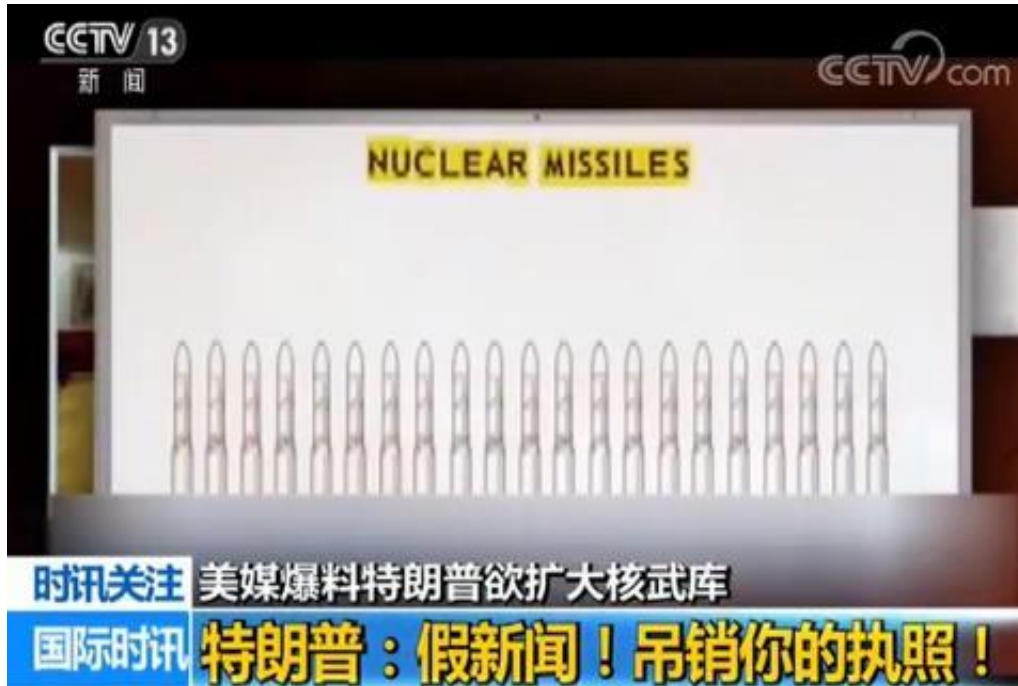 CCTV 13
新闻
CCTV.com
NUCLEAR MISSILES
时讯关注 美媒爆料特朗普欲扩大核武库
国际时讯 特朗普：假新闻！吊销你的执照！